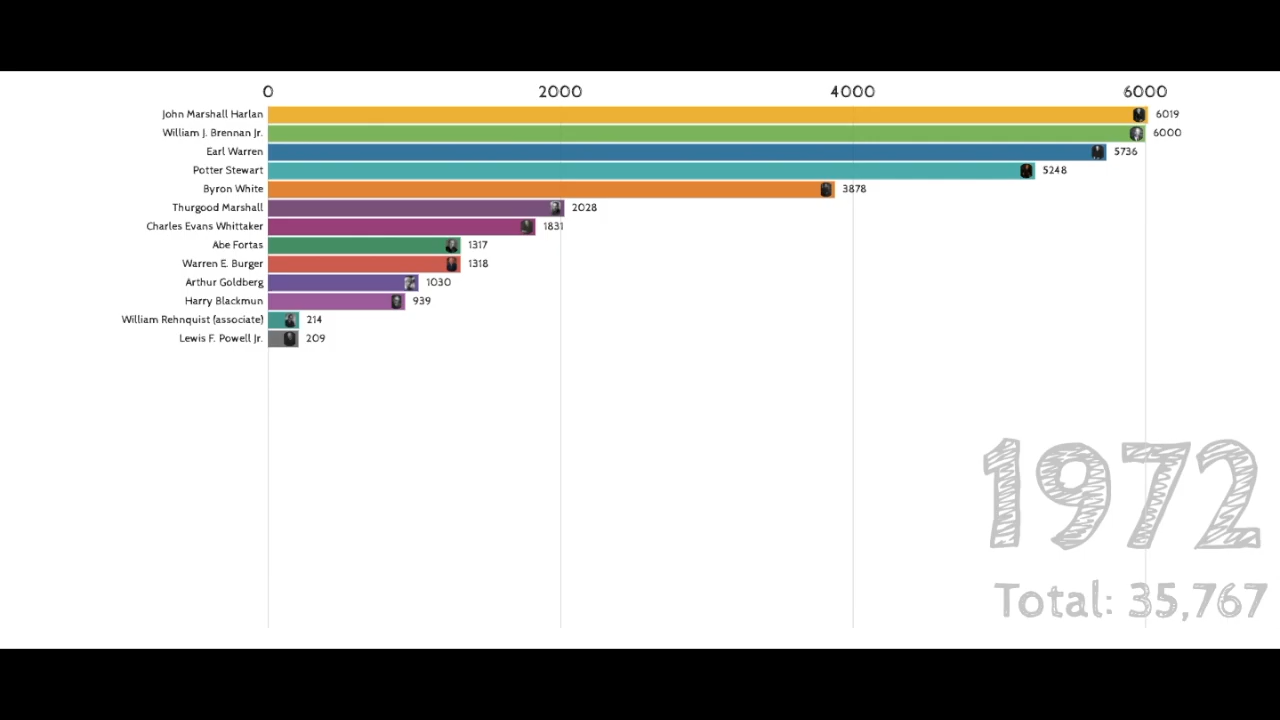 0 2000 4000 6000
John Marshall Harlan 6019
William J. Brennan Jr. 6000
Earl Warren 5736
Potter Stewart 5248
Byron White 3878
Thurgood Marshall 2028
Charles Evans Whittaker 1831
Abe Fortas 1317
Warren E. Burger 1318
Arthur Goldberg 1030
Harry Blackmun 939
William Rehnquist (associate) 214
Lewis F. Powell Jr. 209
1972
Total: 35,767